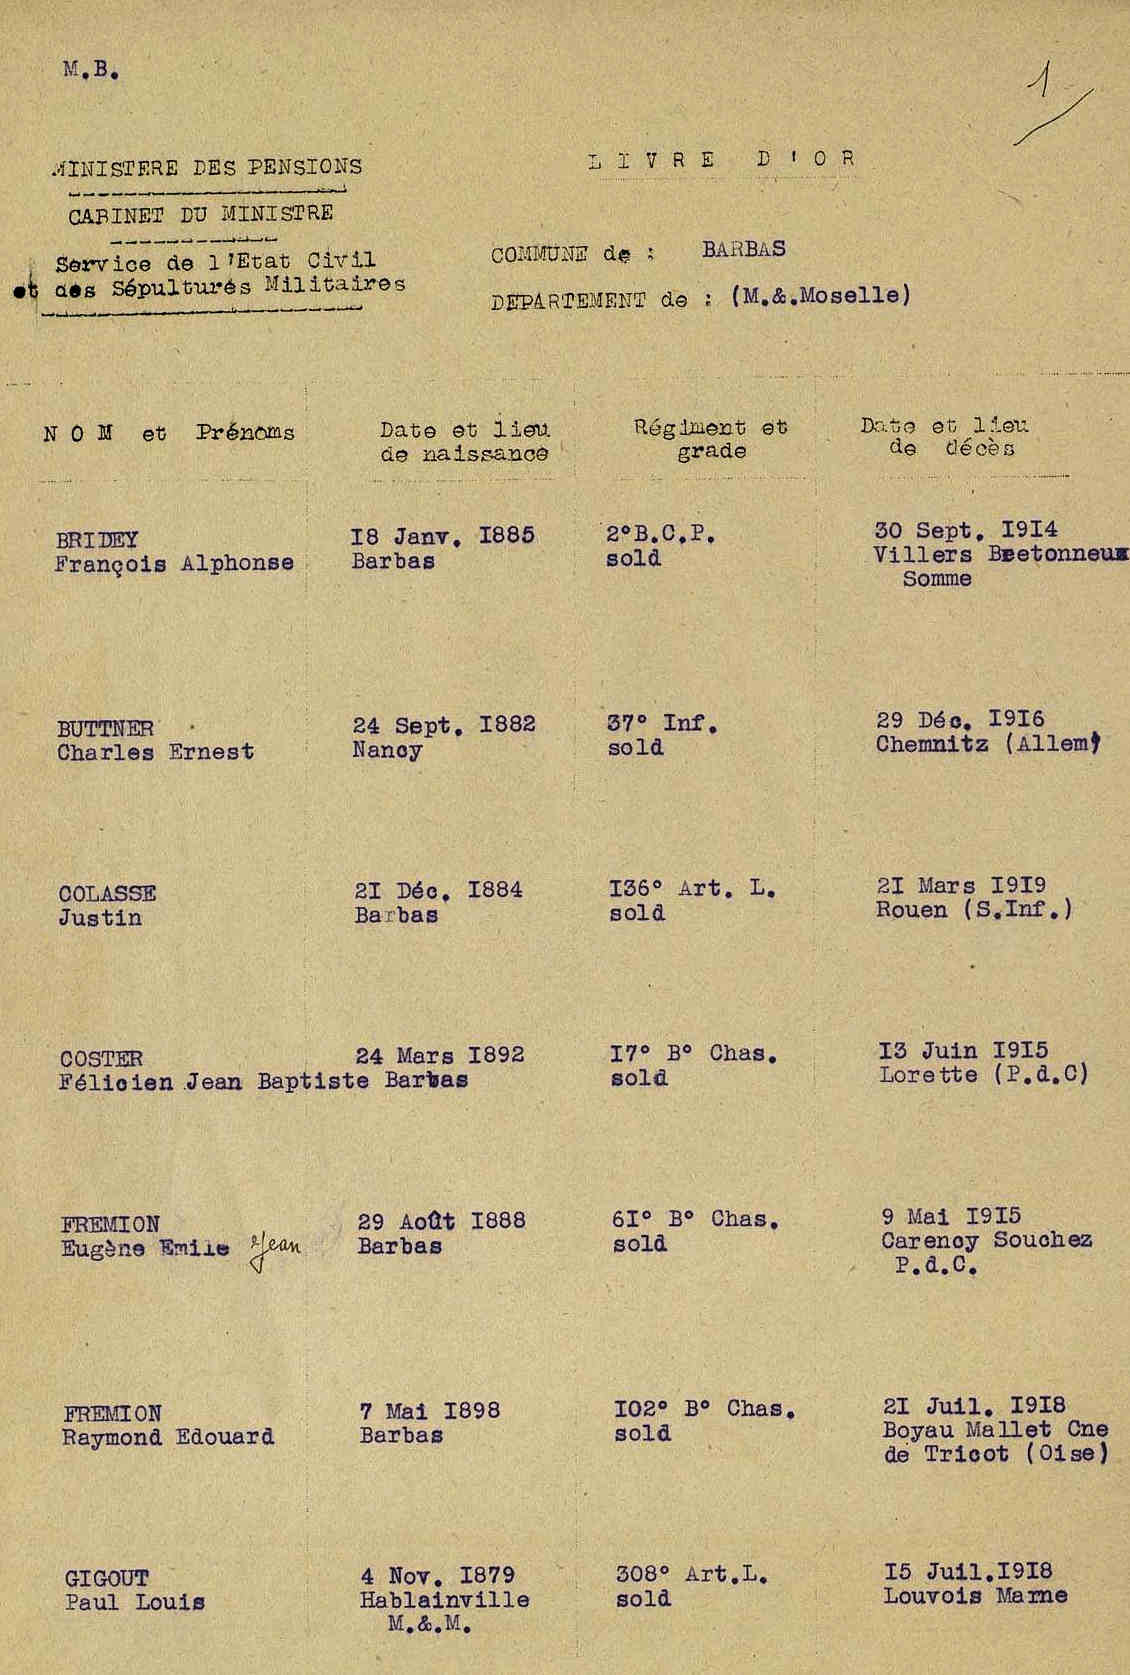 M.B.
1
MINISTERE DES PENSIONS
CABINET DU MINISTRE
Service de l'Etat Civil
et des Sépultures Militaires
LIVRE D'OR
COMMUNE de : BARBAS
DEPARTEMENT de : (M.&.Moselle)
NOM et Prénoms Date et lieu Régiment et Date et lieu
de naissance grade de décès
BRIDEY 18 Janv. 1885 2°B.C.P. 30 Sept. 1914
François Alphonse Barbas sold Villers Bretonneux
Somme
BUTTNER 24 Sept. 1882 37° Inf. 29 Déc. 1916
Charles Ernest Nancy sold Chemnitz (Allem)
COLASSE 21 Déc. 1884 136° Art. L. 21 Mars 1919
Justin Barbas sold Rouen (S.Inf.)
COSTER 24 Mars 1892 17° B° Chas. 13 Juin 1915
Félicien Jean Baptiste Barbas sold Lorette (P.d.C)
FREMION 29 Août 1888 61° B° Chas. 9 Mai 1915
Eugène Emile Jean Barbas sold Carency Souchez
P.d.C.
FREMION 7 Mai 1898 102° B° Chas. 21 Juil. 1918
Raymond Edouard Barbas sold Boyau Mallet Cne
de Tricot (Oise)
GIGOUT 4 Nov. 1879 308° Art.L. 15 Juil.1918
Paul Louis Hablainville sold Louvois Marne
M.&.M.